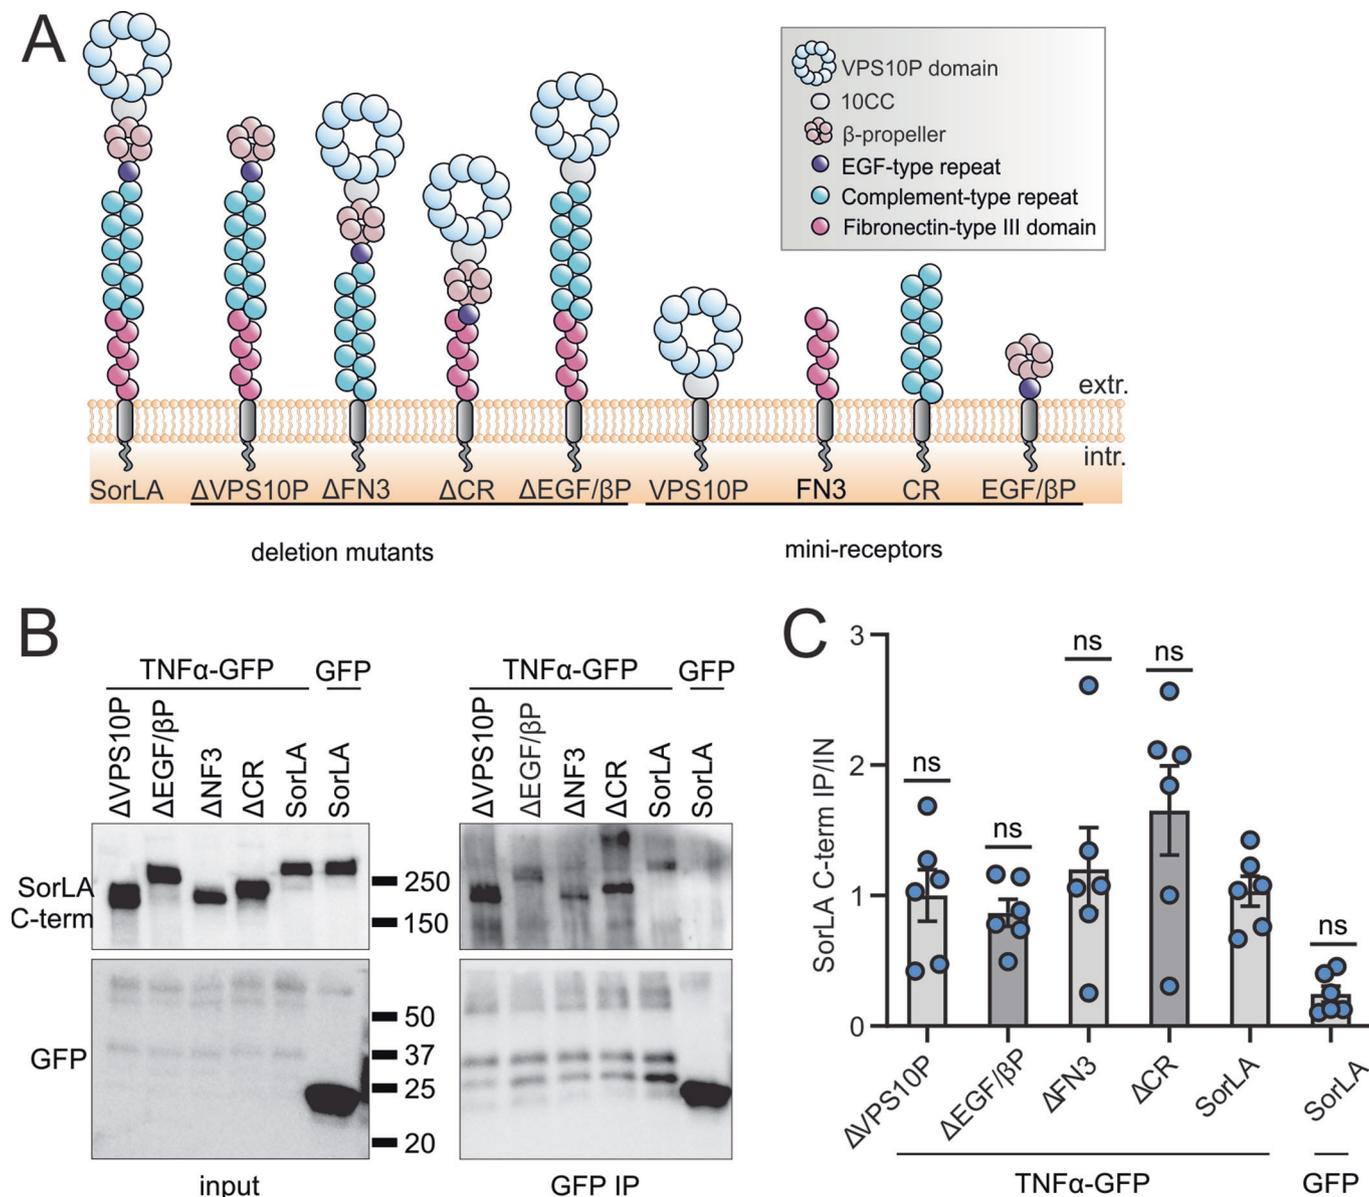 A
VPS10P domain
10CC
β-propeller
EGF-type repeat
Complement-type repeat
Fibronectin-type III domain
extr.
intr.
SorLA ΔVPS10P ΔFN3 ΔCR ΔEGF/βP VPS10P FN3 CR EGF/βP
deletion mutants mini-receptors
B
TNFα-GFP GFP
ΔVPS10P
ΔEGF/βP
ΔNF3
ΔCR
SorLA
SorLA
SorLA
C-term
250
150
GFP
50
37
25
20
input
TNFα-GFP GFP
ΔVPS10P
ΔEGF/βP
ΔNF3
ΔCR
SorLA
SorLA
GFP IP
C
SorLA C-term IP/IN
3
2
1
0
ns
ns
ns
ns
ns
ΔVPS10P
ΔEGF/βP
ΔFN3
ΔCR
SorLA
SorLA
TNFα-GFP GFP